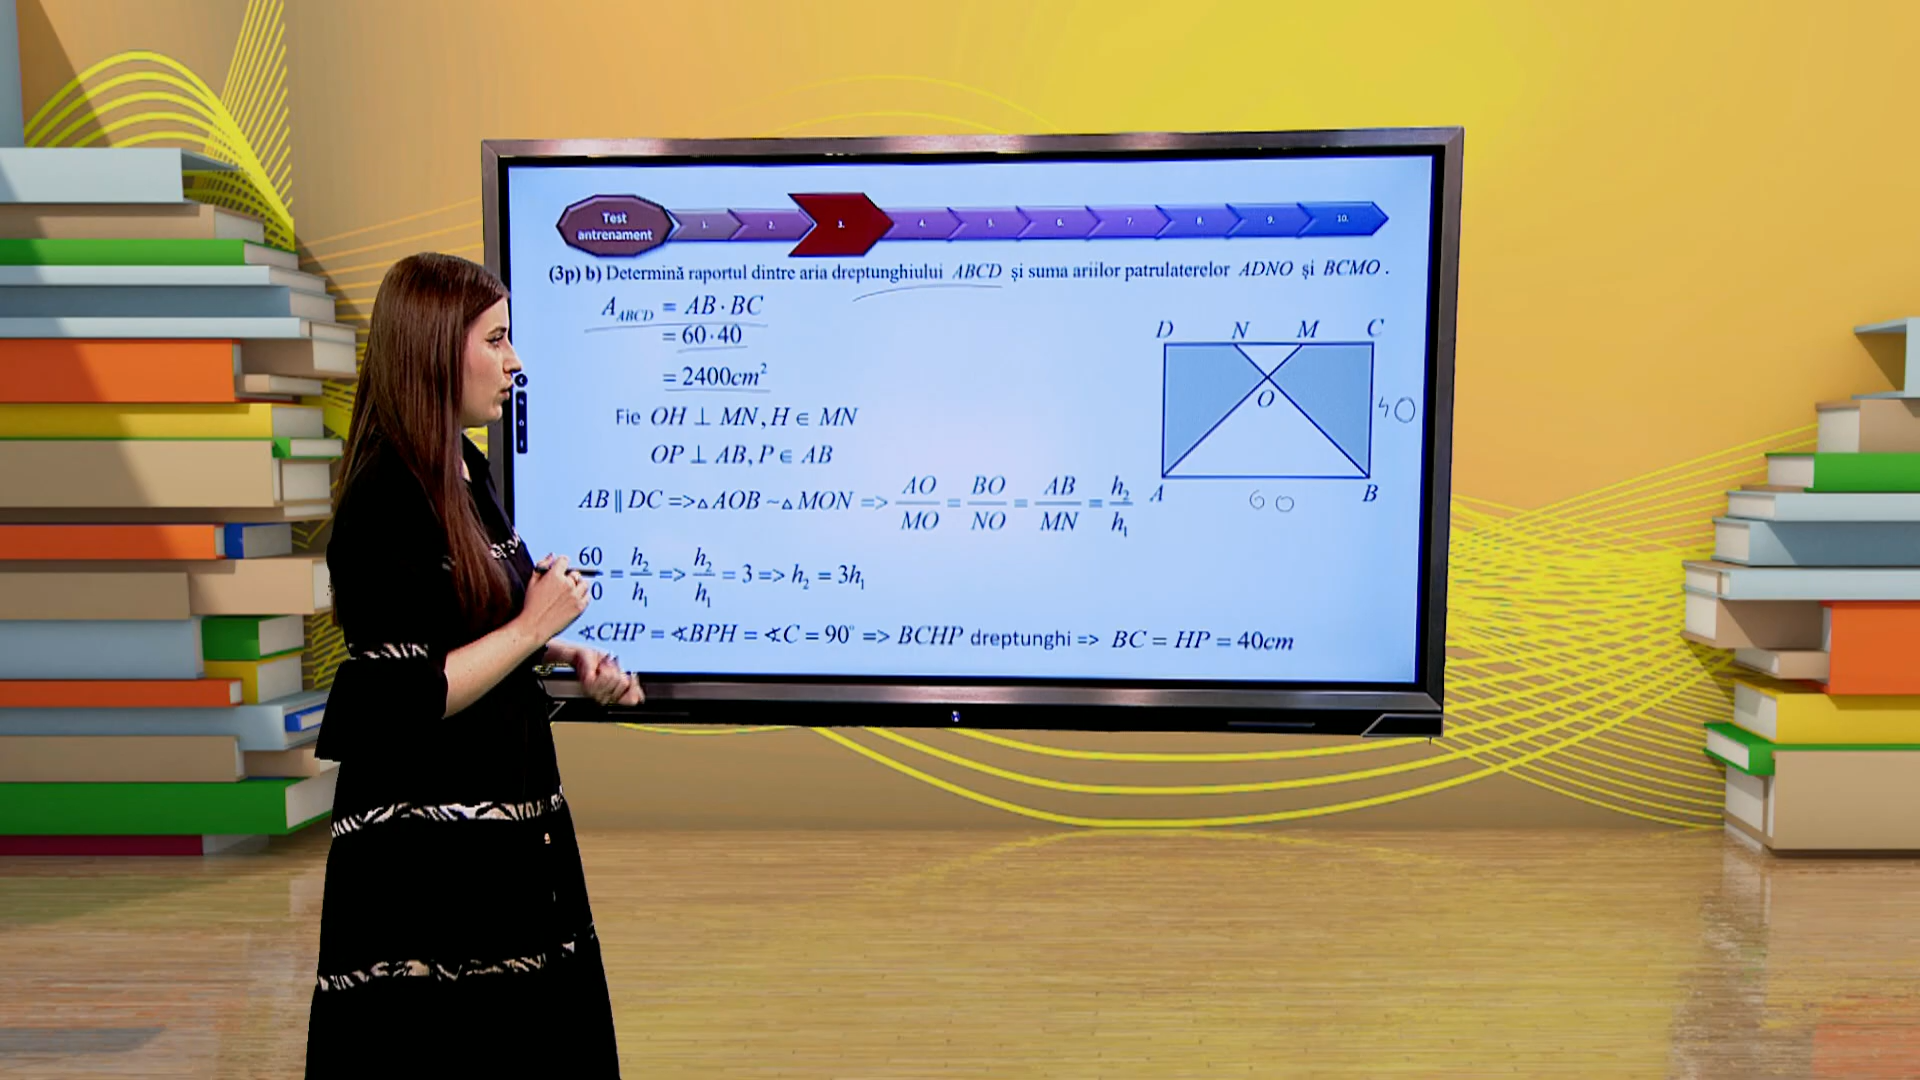 Test
antrenament
1. 2. 3. 4. 5. 6. 7. 8. 9. 10.
(3p) b) Determină raportul dintre aria dreptunghiului ABCD și suma ariilor patrulaterelor ADNO și BCMO.
A_ABCD = AB · BC
= 60 · 40
= 2400cm²
Fie OH ⊥ MN, H ∈ MN
OP ⊥ AB, P ∈ AB
AB ∥ DC => △AOB ~ △MON => AO/MO = BO/NO = AB/MN = h₂/h₁
60/0 = h₂/h₁ => h₂/h₁ = 3 => h₂ = 3h₁
∢CHP = ∢BPH = ∢C = 90° => BCHP dreptunghi => BC = HP = 40cm
D N M C
O
40
A B
60